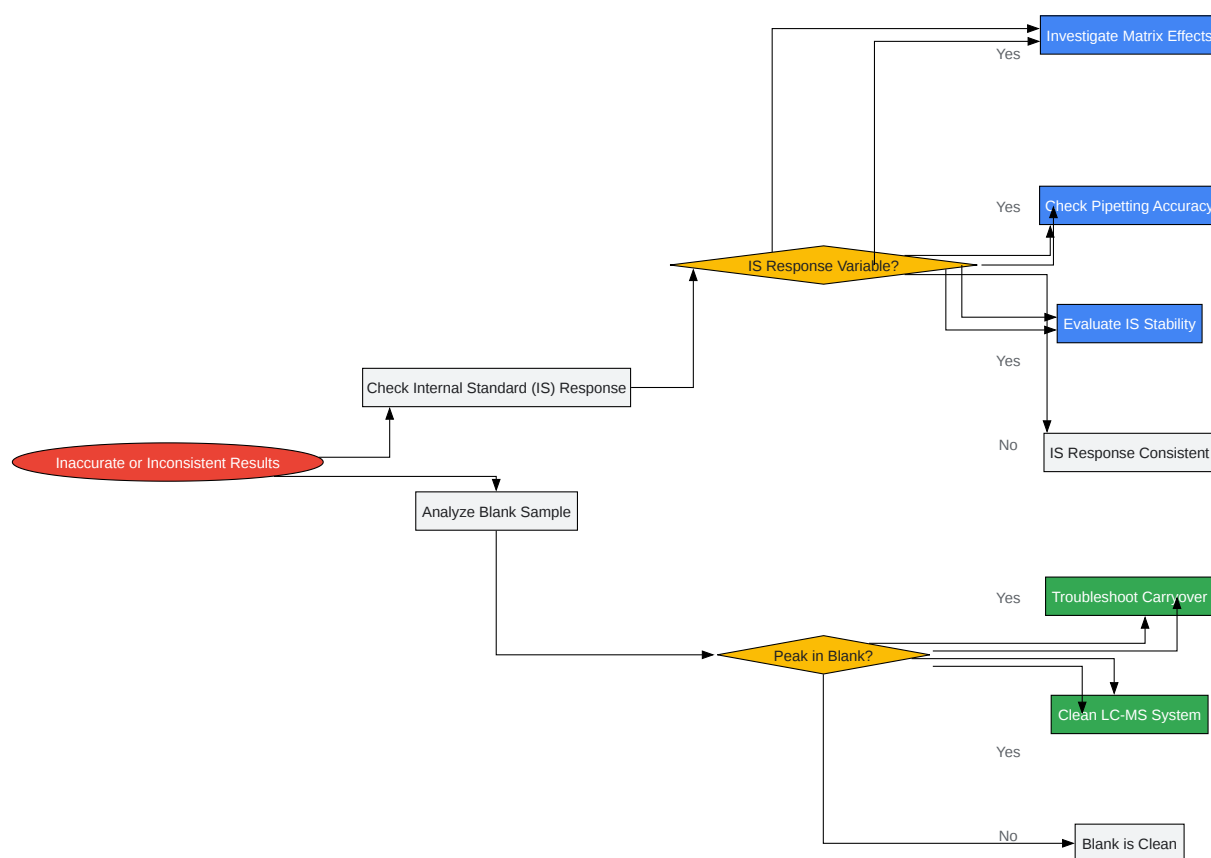 Investigate Matrix Effects
Yes
Yes
Check Pipetting Accuracy
IS Response Variable?
Evaluate IS Stability
Yes
Check Internal Standard (IS) Response
No
IS Response Consistent
Inaccurate or Inconsistent Results
Analyze Blank Sample
Yes
Troubleshoot Carryover
Peak in Blank?
Clean LC-MS System
Yes
No
Blank is Clean